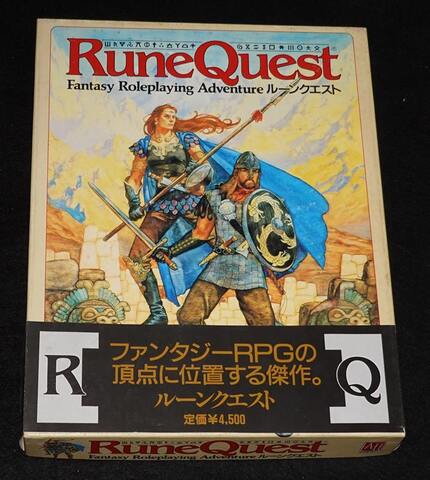 RuneQuest
Fantasy Roleplaying Adventure ルーンクエスト
R
Q
ファンタジーRPGの
頂点に位置する傑作。
ルーンクエスト
定価¥4,500
RuneQuest
Fantasy Roleplaying Adventure ルーンクエスト